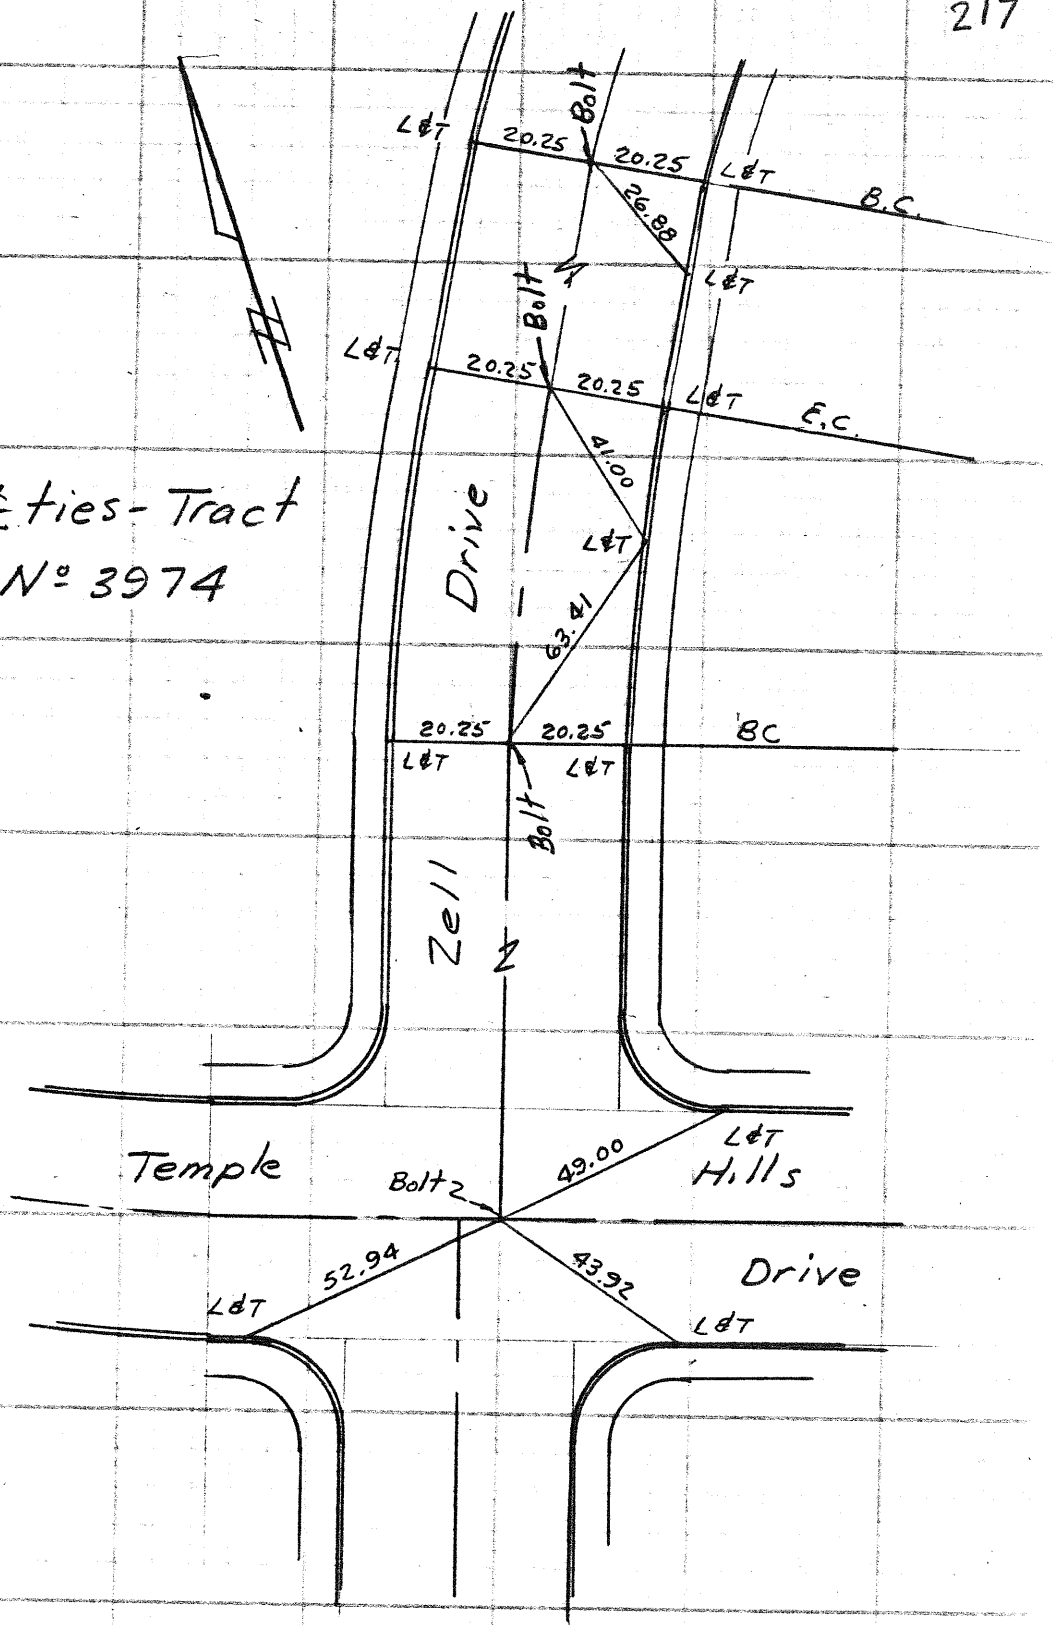 217
Bolt
L&T 20.25 20.25 L&T
B.C.
26.88
L&T
Bolt
L&T 20.25 20.25 L&T
E.C.
41.00
℄ ties - Tract
Nº 3974
L&T
Drive
63.41
20.25 20.25 BC
L&T L&T
Bolt
Zell
L&T
49.00
Temple Hills
Bolt
52.94 43.92 Drive
L&T L&T